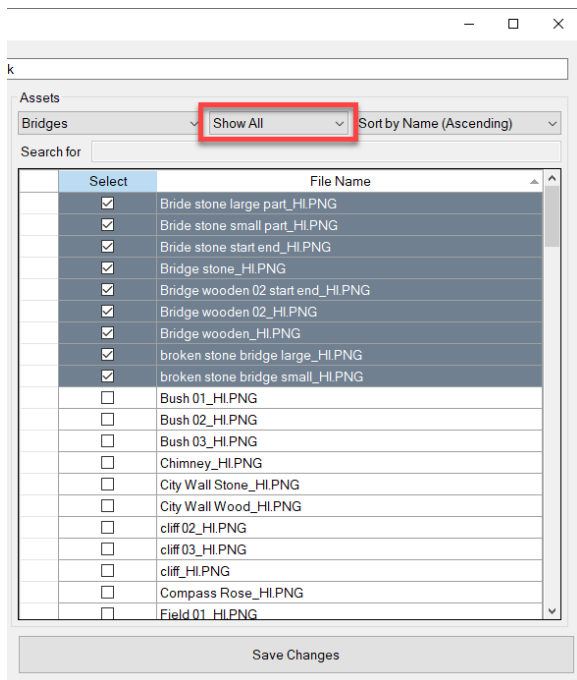 k
Assets
Bridges Show All Sort by Name (Ascending)
Search for
Select File Name
Bride stone large part_HI.PNG
Bride stone small part_HI.PNG
Bride stone start end_HI.PNG
Bridge stone_HI.PNG
Bridge wooden 02 start end_HI.PNG
Bridge wooden 02_HI.PNG
Bridge wooden_HI.PNG
broken stone bridge large_HI.PNG
broken stone bridge small_HI.PNG
Bush 01_HI.PNG
Bush 02_HI.PNG
Bush 03_HI.PNG
Chimney_HI.PNG
City Wall Stone_HI.PNG
City Wall Wood_HI.PNG
cliff 02_HI.PNG
cliff 03_HI.PNG
cliff_HI.PNG
Compass Rose_HI.PNG
Field 01_HI.PNG
Save Changes